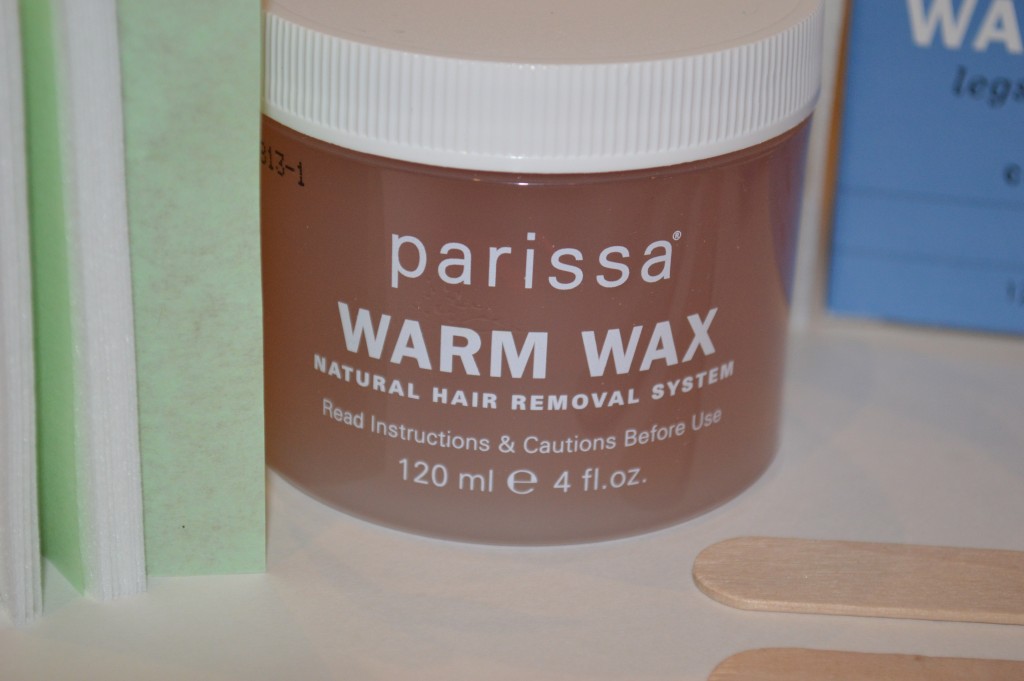 313-1
parissa®
WARM WAX
NATURAL HAIR REMOVAL SYSTEM
Read Instructions & Cautions Before Use
120 ml ℮ 4 fl.oz.
WA
legs